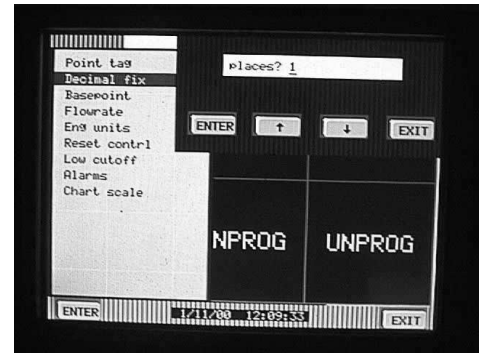 Point tag
Decimal fix
Basepoint
Flowrate
Eng units
Reset contrl
Low cutoff
Alarms
Chart scale
places? 1
ENTER ↑ ↓ EXIT
NPROG UNPROG
ENTER 1/11/00 12:09:33 EXIT